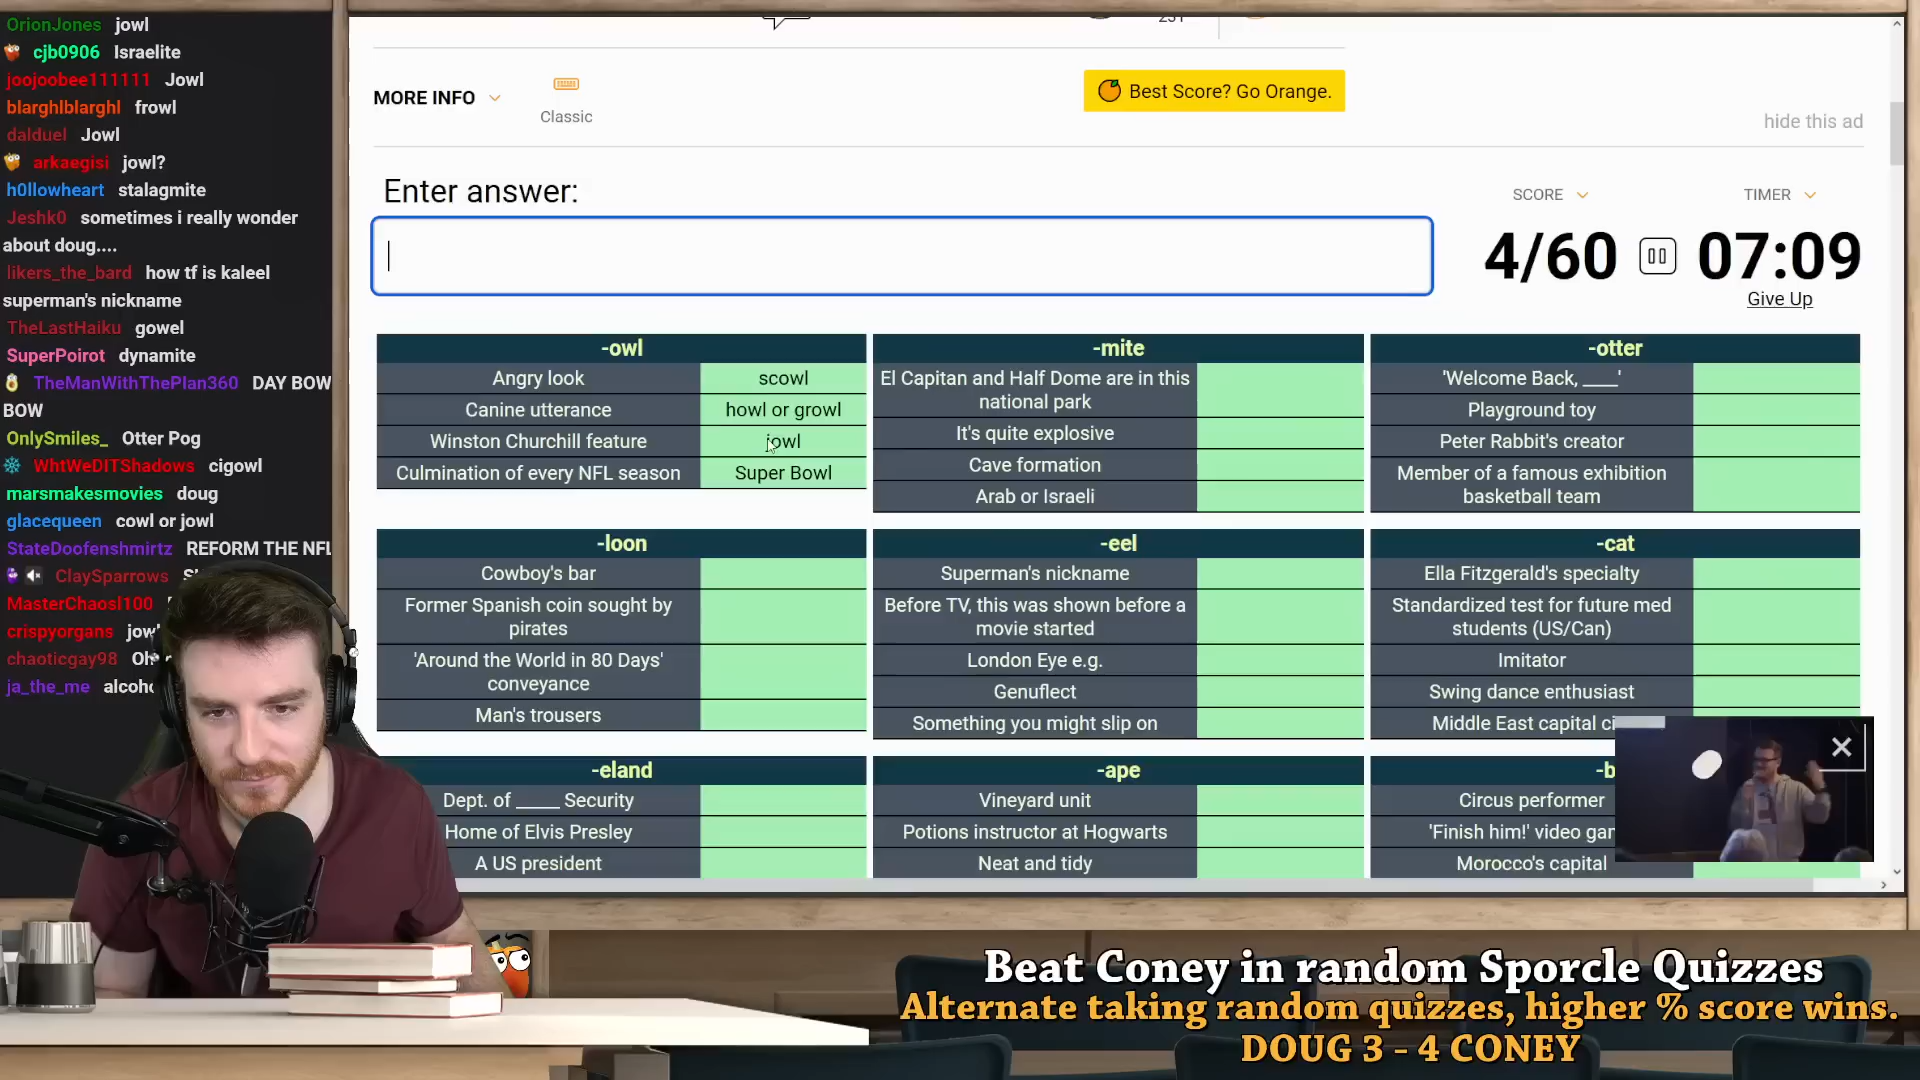 OrionJones jowl
cjb0906 Israelite
joojoobee111111 Jowl
blarghlblarghl frowl
dalduel Jowl
arkaegisi jowl?
h0llowheart stalagmite
Jeshk0 sometimes i really wonder
about doug....
likers_the_bard how tf is kaleel
superman's nickname
TheLastHaiku gowel
SuperPoirot dynamite
TheManWithThePlan360 DAY BOW
BOW
OnlySmiles_ Otter Pog
WhtWeDITShadows cigowl
marsmakesmovies doug
glacequeen cowl or jowl
StateDoofenshmirtz REFORM THE NFL
ClaySparrows
MasterChaosl100
crispyorgans
chaoticgay98
ja_the_me
MORE INFO
Classic
Best Score? Go Orange.
hide this ad
Enter answer:
SCORE
TIMER
4/60
07:09
Give Up
-owl
Angry look scowl
Canine utterance howl or growl
Winston Churchill feature jowl
Culmination of every NFL season Super Bowl
-mite
El Capitan and Half Dome are in this
national park
It's quite explosive
Cave formation
Arab or Israeli
-otter
'Welcome Back, ____'
Playground toy
Peter Rabbit's creator
Member of a famous exhibition
basketball team
-loon
Cowboy's bar
Former Spanish coin sought by
pirates
'Around the World in 80 Days'
conveyance
Man's trousers
-eel
Superman's nickname
Before TV, this was shown before a
movie started
London Eye e.g.
Genuflect
Something you might slip on
-cat
Ella Fitzgerald's specialty
Standardized test for future med
students (US/Can)
Imitator
Swing dance enthusiast
Middle East capital
-eland
Dept. of _____ Security
Home of Elvis Presley
A US president
-ape
Vineyard unit
Potions instructor at Hogwarts
Neat and tidy
Circus performer
'Finish him!' video
Morocco's capital
Beat Coney in random Sporcle Quizzes
Alternate taking random quizzes, higher % score wins.
DOUG 3 - 4 CONEY